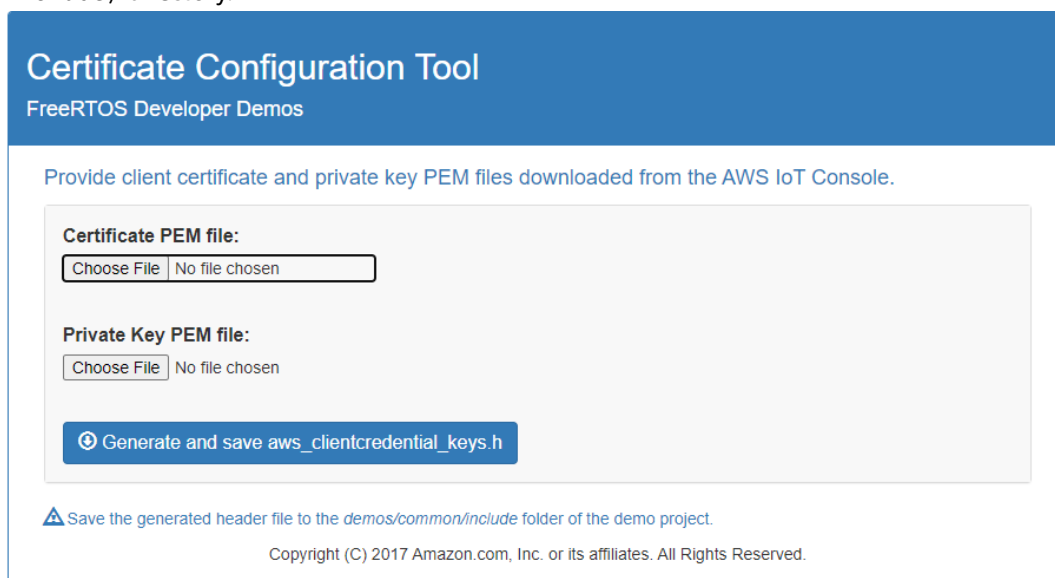 Certificate Configuration Tool
FreeRTOS Developer Demos
Provide client certificate and private key PEM files downloaded from the AWS IoT Console.
Certificate PEM file:
Choose File No file chosen
Private Key PEM file:
Choose File No file chosen
Generate and save aws_clientcredential_keys.h
Save the generated header file to the demos/common/include folder of the demo project.
Copyright (C) 2017 Amazon.com, Inc. or its affiliates. All Rights Reserved.